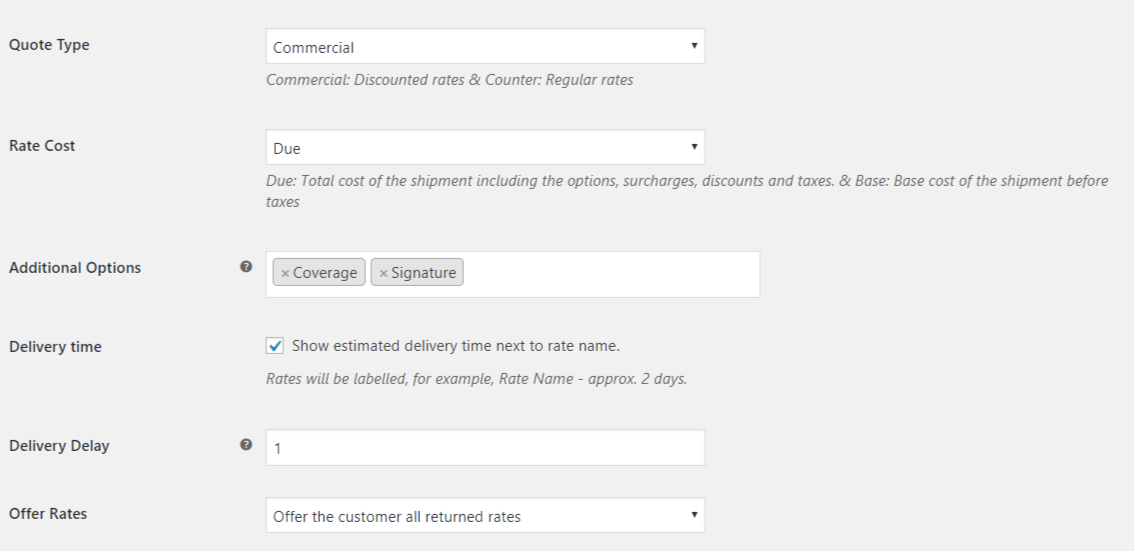 Quote Type
Commercial
Commercial: Discounted rates & Counter: Regular rates
Rate Cost
Due
Due: Total cost of the shipment including the options, surcharges, discounts and taxes. & Base: Base cost of the shipment before
taxes
Additional Options
× Coverage × Signature
Delivery time
Show estimated delivery time next to rate name.
Rates will be labelled, for example, Rate Name - approx. 2 days.
Delivery Delay
1
Offer Rates
Offer the customer all returned rates